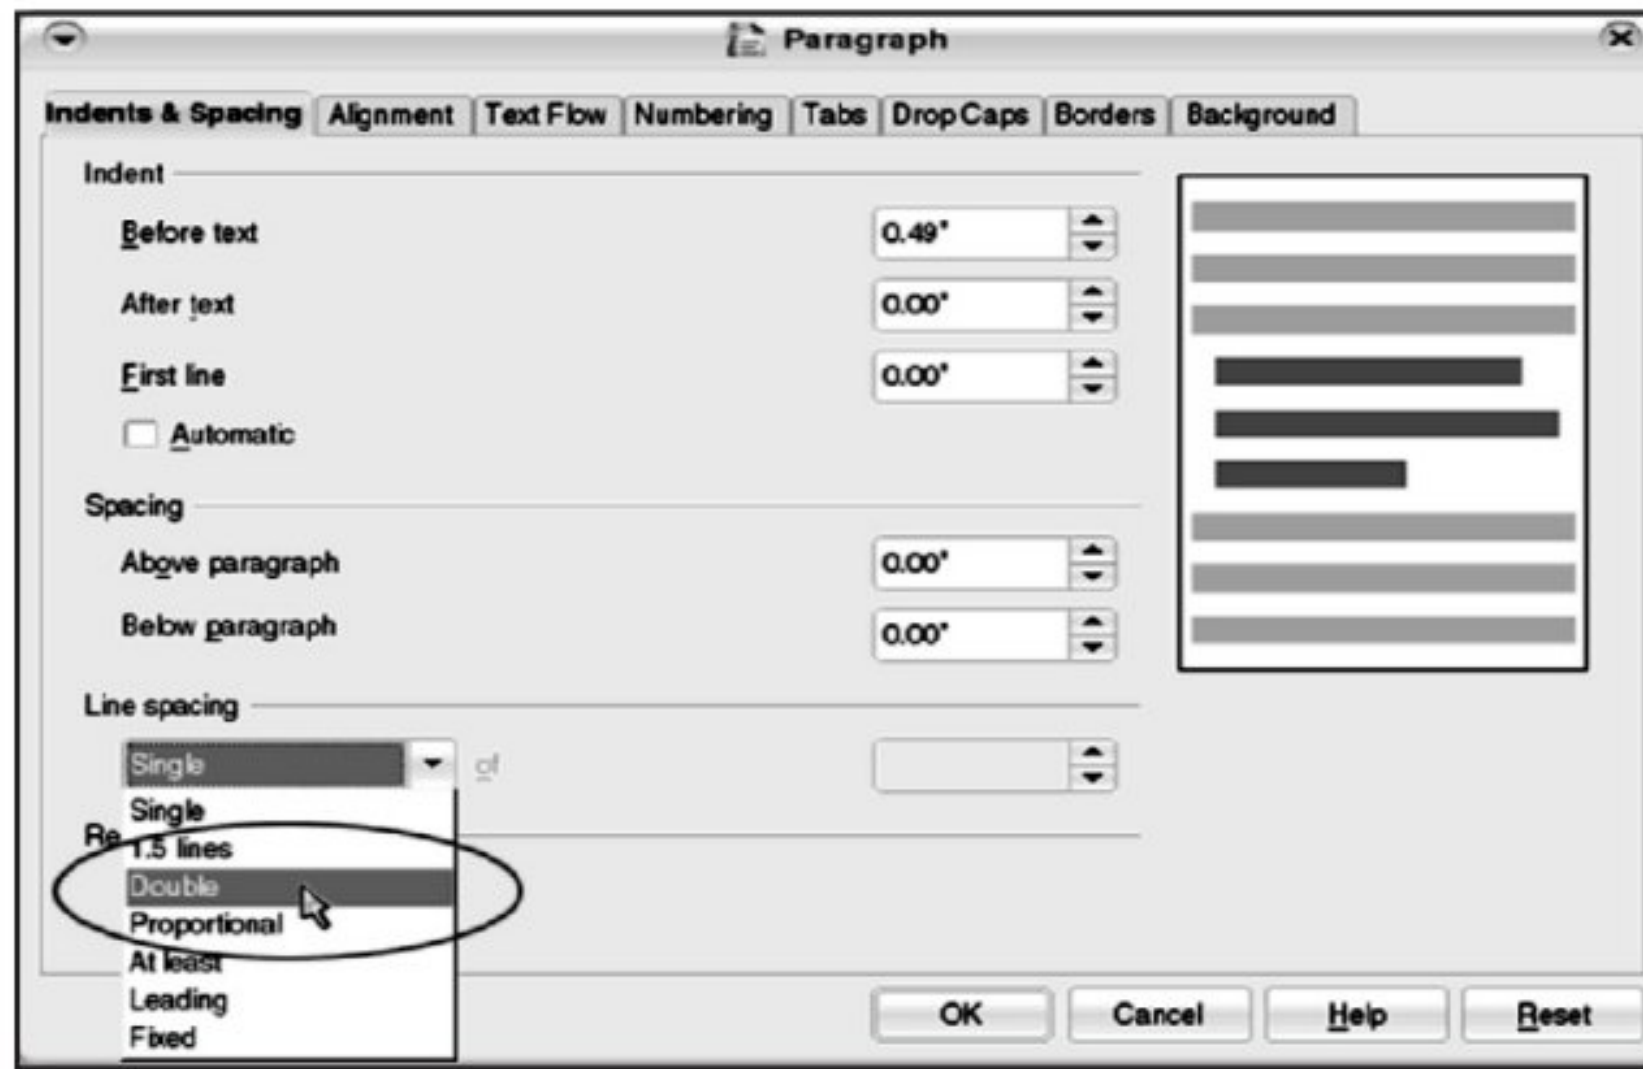 Paragraph
Indents & Spacing Alignment Text Flow Numbering Tabs Drop Caps Borders Background
Indent
Before text 0.49"
After text 0.00"
First line 0.00"
Automatic
Spacing
Above paragraph 0.00"
Below paragraph 0.00"
Line spacing
Single of
Single
Re
1.5 lines
Double
Proportional
At least
Leading
Fixed
OK Cancel Help Reset